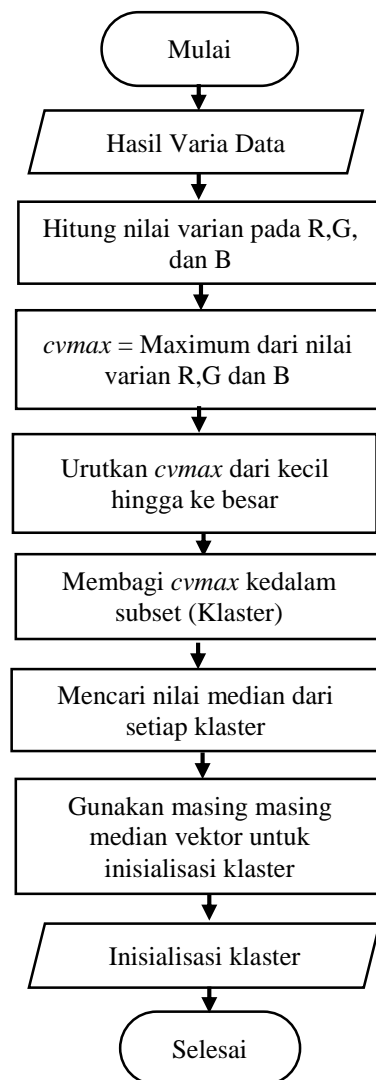 Mulai
Hasil Varia Data
Hitung nilai varian pada R,G,
dan B
cvmax = Maximum dari nilai
varian R,G dan B
Urutkan cvmax dari kecil
hingga ke besar
Membagi cvmax kedalam
subset (Klaster)
Mencari nilai median dari
setiap klaster
Gunakan masing masing
median vektor untuk
inisialisasi klaster
Inisialisasi klaster
Selesai